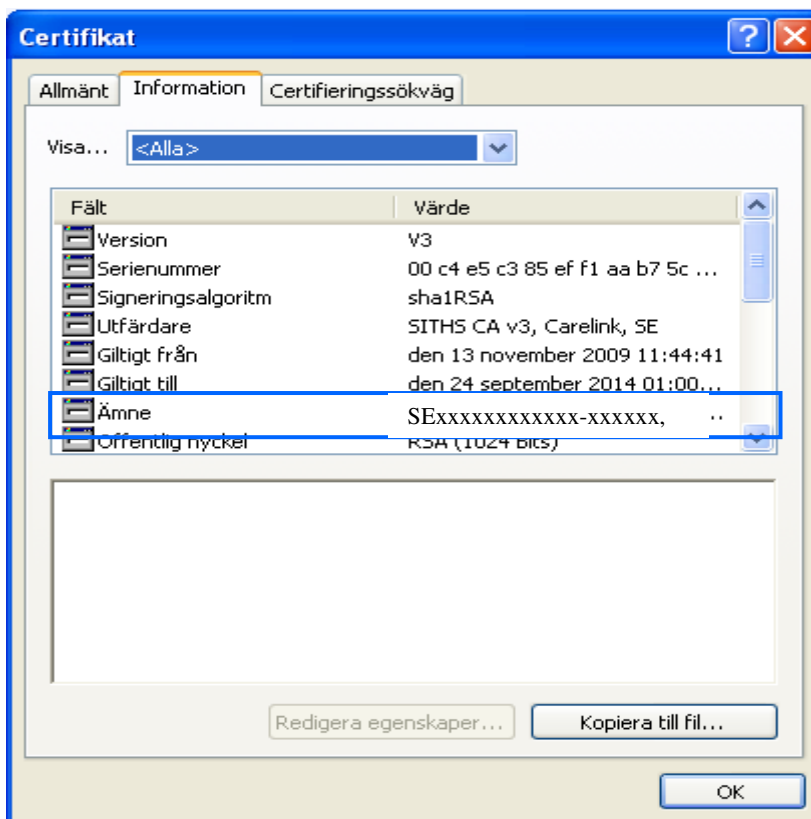 Certifikat
Allmänt Information Certifieringssökväg
Visa... <Alla>
Fält Värde
Version V3
Serienummer 00 c4 e5 c3 85 ef f1 aa b7 5c ...
Signeringsalgoritm sha1RSA
Utfärdare SITHS CA v3, Carelink, SE
Giltigt från den 13 november 2009 11:44:41
Giltigt till den 24 september 2014 01:00...
Ämne SExxxxxxxxxxxx-xxxxxx, ..
Offentlig nyckel RSA (1024 Bits)
Redigera egenskaper... Kopiera till fil...
OK